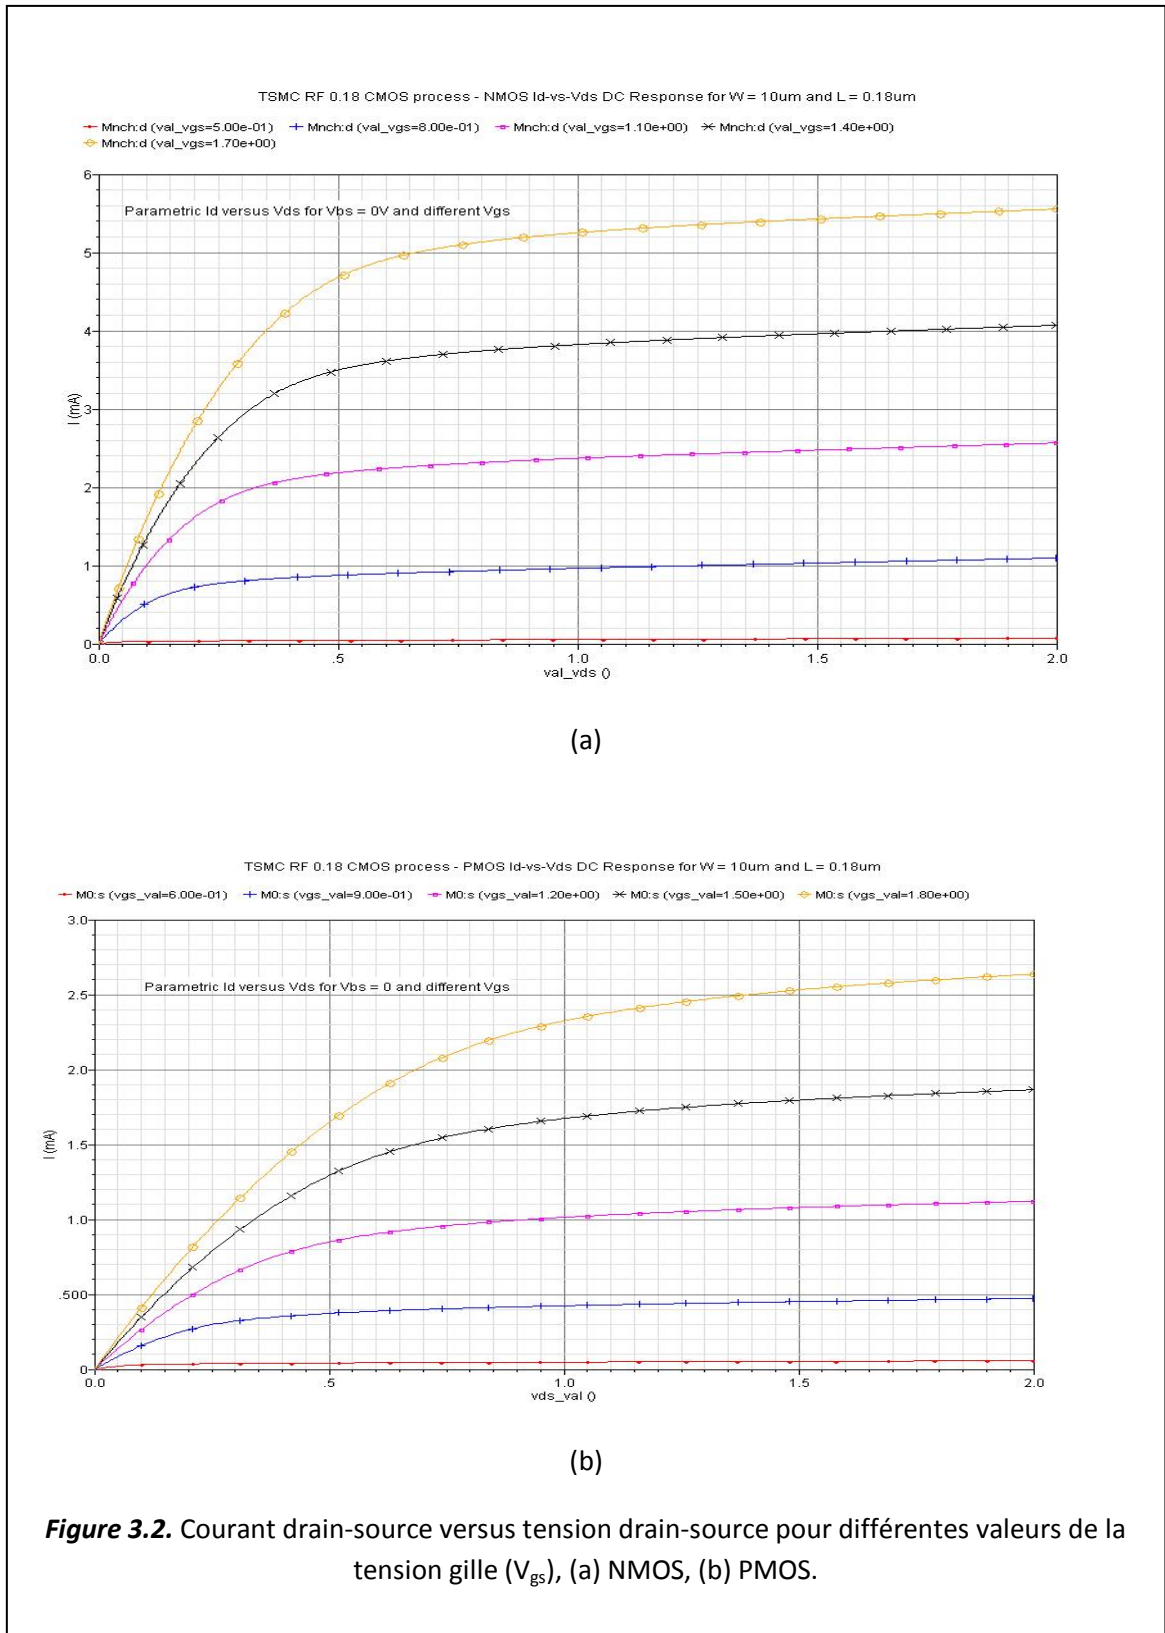 TSMC RF 0.18 CMOS process - NMOS Id-vs-Vds DC Response for W = 10um and L = 0.18um
Mnch:d (val_vgs=5.00e-01) Mnch:d (val_vgs=8.00e-01) Mnch:d (val_vgs=1.10e+00) Mnch:d (val_vgs=1.40e+00)
Mnch:d (val_vgs=1.70e+00)
6
Parametric Id versus Vds for Vbs = 0V and different Vgs
5
4
I (mA)
3
2
1
0
0.0 .5 1.0 1.5 2.0
val_vds ()
(a)
TSMC RF 0.18 CMOS process - PMOS Id-vs-Vds DC Response for W = 10um and L = 0.18um
M0:s (vgs_val=6.00e-01) M0:s (vgs_val=9.00e-01) M0:s (vgs_val=1.20e+00) M0:s (vgs_val=1.50e+00) M0:s (vgs_val=1.80e+00)
3.0
Parametric Id versus Vds for Vbs = 0 and different Vgs
2.5
2.0
I (mA)
1.5
1.0
.500
0
0.0 .5 1.0 1.5 2.0
vds_val ()
(b)
Figure 3.2. Courant drain-source versus tension drain-source pour différentes valeurs de la
tension gille (Vgs), (a) NMOS, (b) PMOS.